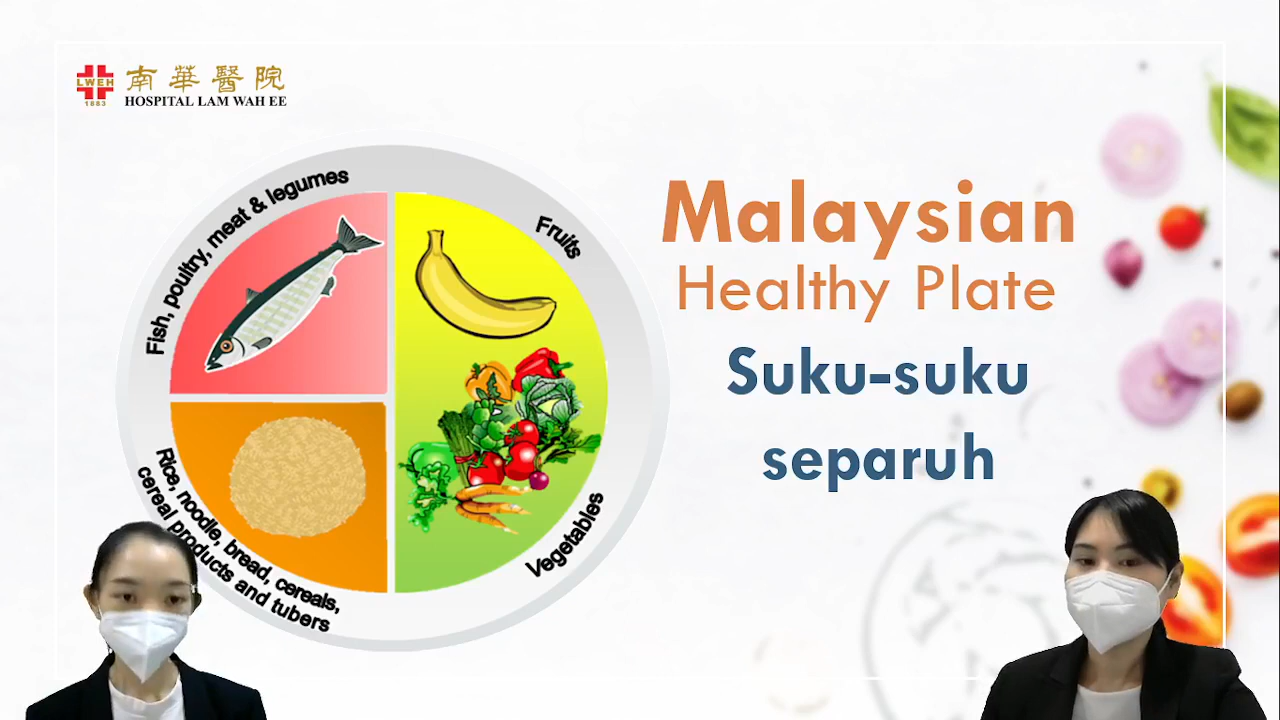 LWEH
1883
南華醫院
HOSPITAL LAM WAH EE
Fish, poultry, meat & legumes
Fruits
Malaysian
Healthy Plate
Suku-suku
separuh
Rice, noodle, bread, cereals,
cereal products and tubers
Vegetables